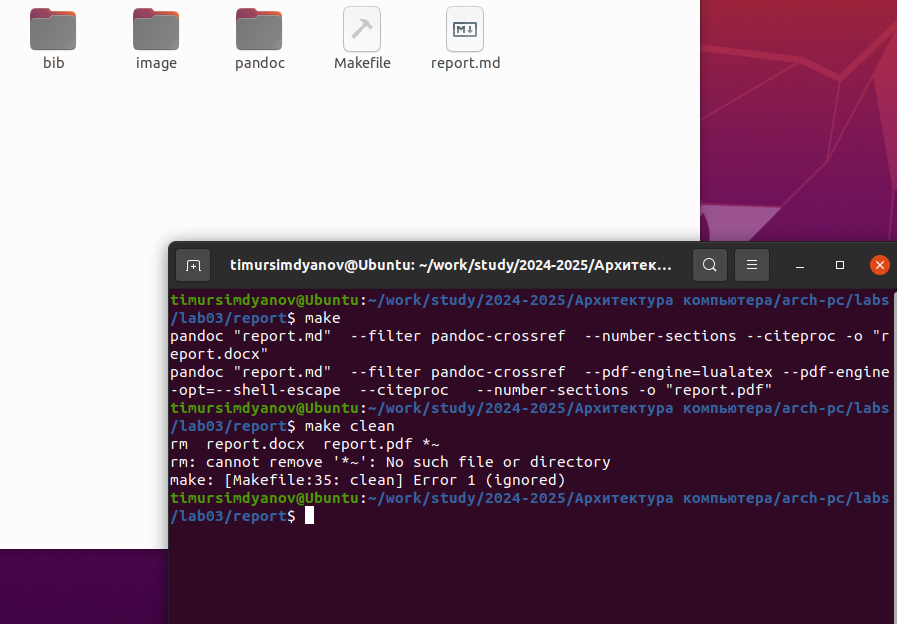 bib image pandoc Makefile report.md
timursimdyanov@Ubuntu: ~/work/study/2024-2025/Архитек...
timursimdyanov@Ubuntu:~/work/study/2024-2025/Архитектура компьютера/arch-pc/labs
/lab03/report$ make
pandoc "report.md"  --filter pandoc-crossref  --number-sections --citeproc -o "r
eport.docx"
pandoc "report.md"  --filter pandoc-crossref  --pdf-engine=lualatex --pdf-engine
-opt=--shell-escape  --citeproc   --number-sections -o "report.pdf"
timursimdyanov@Ubuntu:~/work/study/2024-2025/Архитектура компьютера/arch-pc/labs
/lab03/report$ make clean
rm  report.docx  report.pdf *~
rm: cannot remove '*~': No such file or directory
make: [Makefile:35: clean] Error 1 (ignored)
timursimdyanov@Ubuntu:~/work/study/2024-2025/Архитектура компьютера/arch-pc/labs
/lab03/report$